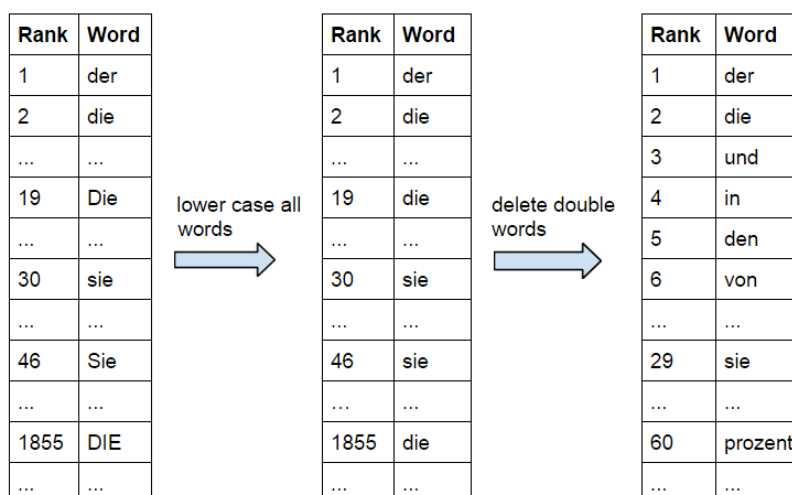 Rank Word
1 der
2 die
... ...
19 Die
... ...
30 sie
... ...
46 Sie
... ...
1855 DIE
... ...
lower case all
words
Rank Word
1 der
2 die
... ...
19 die
... ...
30 sie
... ...
46 sie
... ...
1855 die
... ...
delete double
words
Rank Word
1 der
2 die
3 und
4 in
5 den
6 von
... ...
29 sie
... ...
60 prozent
... ...